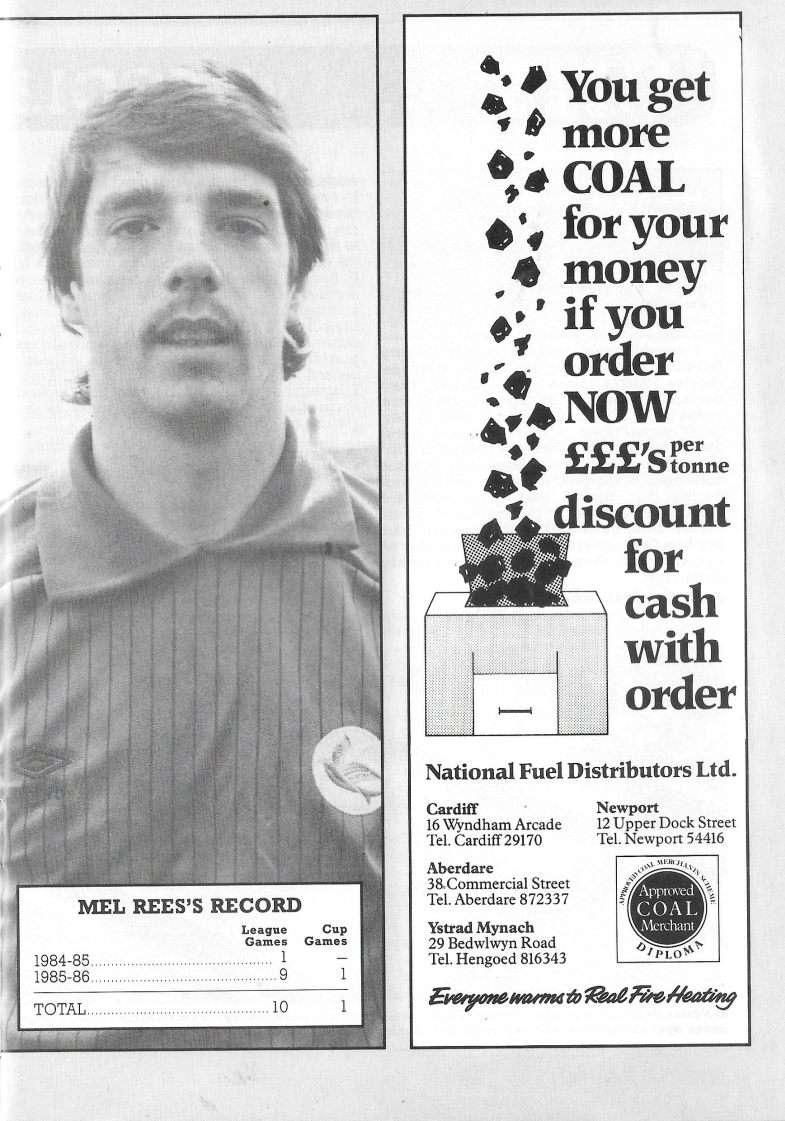 MEL REES'S RECORD
League Games Cup Games
1984-85 1 —
1985-86 9 1
TOTAL 10 1
You get
more
COAL
for your
money
if you
order
NOW
£££'s per tonne
discount
for
cash
with
order
National Fuel Distributors Ltd.
Cardiff
16 Wyndham Arcade
Tel. Cardiff 29170
Aberdare
38 Commercial Street
Tel. Aberdare 872337
Ystrad Mynach
29 Bedwlwyn Road
Tel. Hengoed 816343
Newport
12 Upper Dock Street
Tel. Newport 54416
APPROVED COAL MERCHANTS SCHEME
Approved
COAL
Merchant
DIPLOMA
Everyone warms to Real Fire Heating